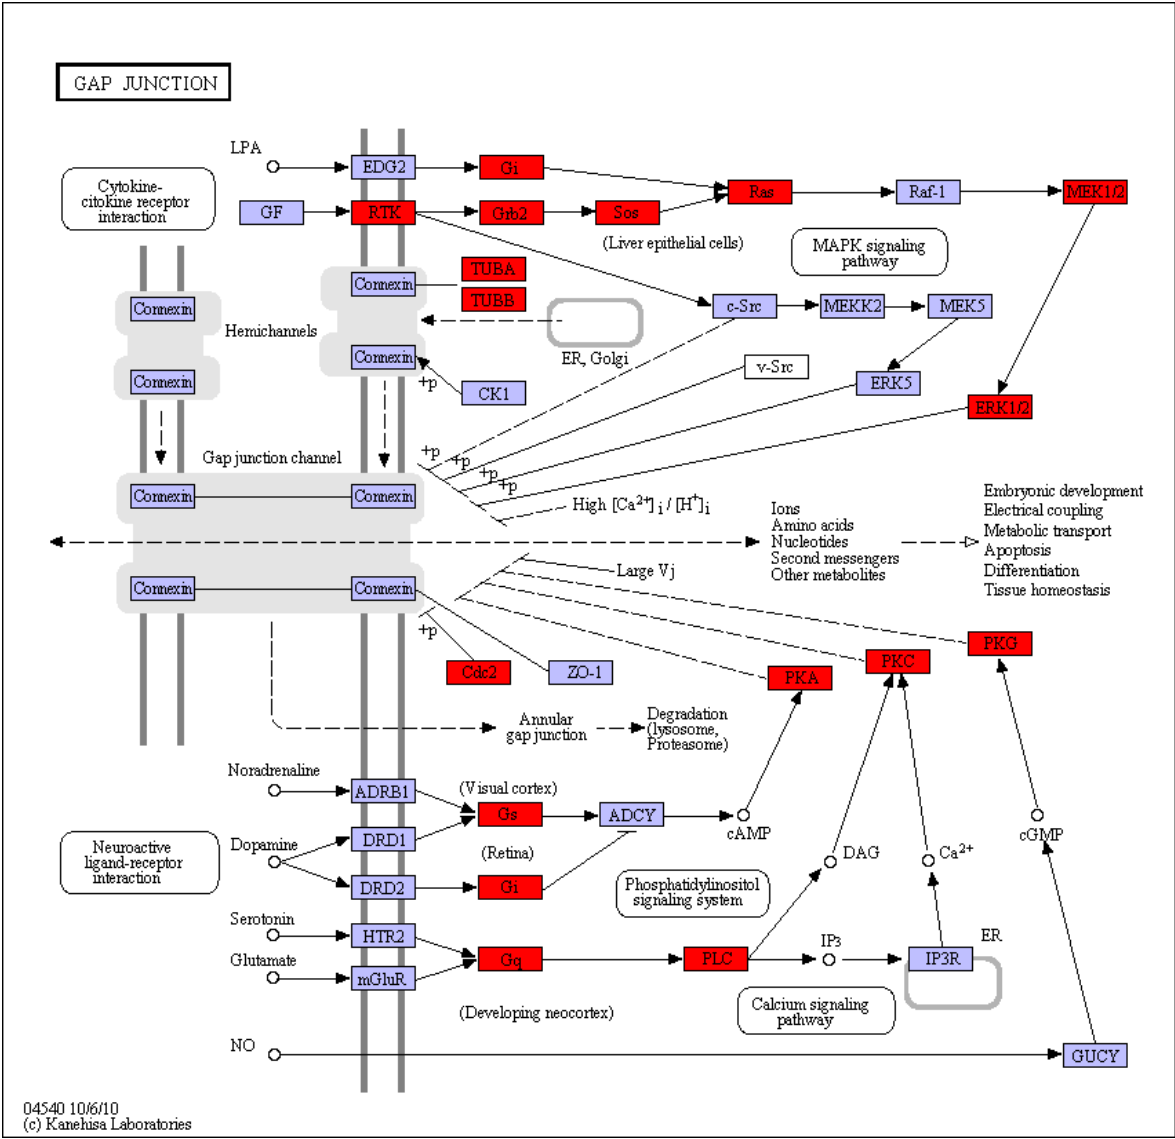 GAP JUNCTION
LPA
EDG2
Gi
Ras
Raf-1
MEK1/2
Cytokine-
citokine receptor
interaction
GF
RTK
Grb2
Sos
(Liver epithelial cells)
MAPK signaling
pathway
TUBA
TUBB
Connexin
Connexin
Hemichannels
c-Src
MEKK2
MEK5
ER, Golgi
Connexin
Connexin
v-Src
ERK5
+p
CK1
ERK1/2
Gap junction channel
+p
+p
+p
+p
Connexin
Connexin
High [Ca2+]i / [H+]i
Ions
Amino acids
Nucleotides
Second messengers
Other metabolites
Embryonic development
Electrical coupling
Metabolic transport
Apoptosis
Differentiation
Tissue homeostasis
Large Vj
Connexin
Connexin
+p
Cdc2
ZO-1
PKA
PKC
PKG
Annular
gap junction
Degradation
(lysosome,
Proteasome)
Noradrenaline
ADRB1
(Visual cortex)
Gs
ADCY
cAMP
cGMP
Neuroactive
ligand-receptor
interaction
Dopamine
DRD1
(Retina)
DRD2
Gi
DAG
Ca2+
Phosphatidylinositol
signaling system
Serotonin
HTR2
Glutamate
mGluR
Gq
PLC
IP3
IP3R
ER
(Developing neocortex)
Calcium signaling
pathway
NO
GUCY
04540 10/6/10
(c) Kanehisa Laboratories